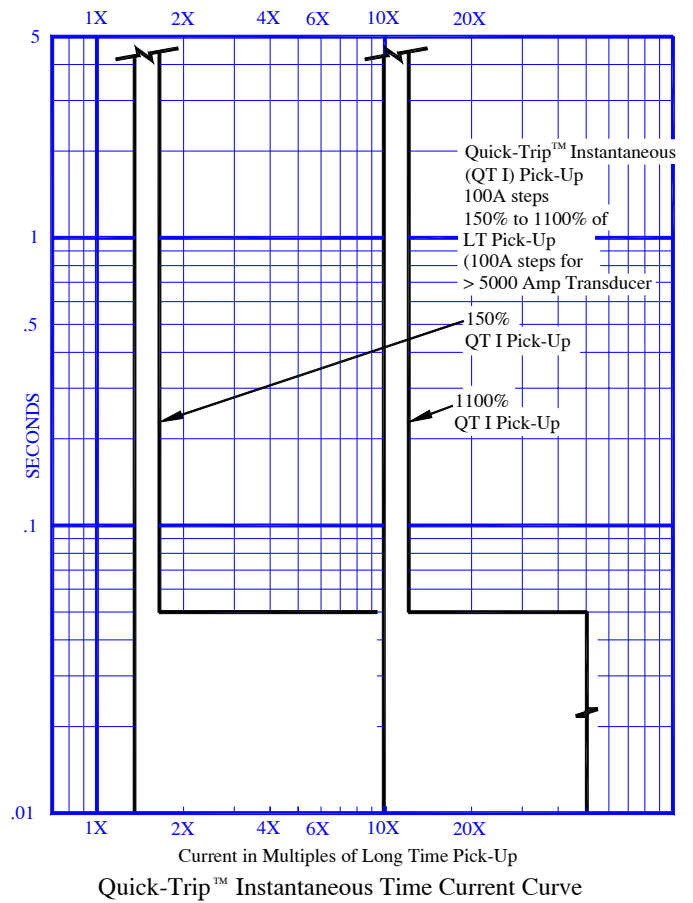 1X 2X 4X 6X 10X 20X
5
Quick-Trip™ Instantaneous
(QT I) Pick-Up
100A steps
150% to 1100% of
LT Pick-Up
(100A steps for
> 5000 Amp Transducer
1
.5
150%
QT I Pick-Up
1100%
QT I Pick-Up
SECONDS
.1
.01
1X 2X 4X 6X 10X 20X
Current in Multiples of Long Time Pick-Up
Quick-Trip™ Instantaneous Time Current Curve